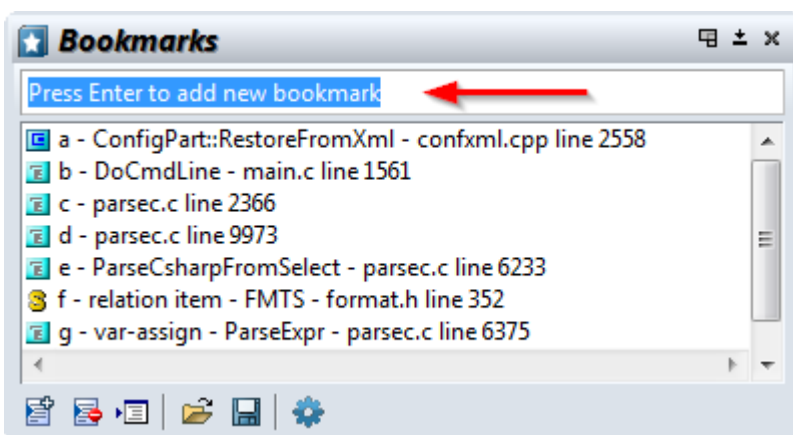 Bookmarks
Press Enter to add new bookmark
a - ConfigPart::RestoreFromXml - confxml.cpp line 2558
b - DoCmdLine - main.c line 1561
c - parsec.c line 2366
d - parsec.c line 9973
e - ParseCsharpFromSelect - parsec.c line 6233
f - relation item - FMTS - format.h line 352
g - var-assign - ParseExpr - parsec.c line 6375